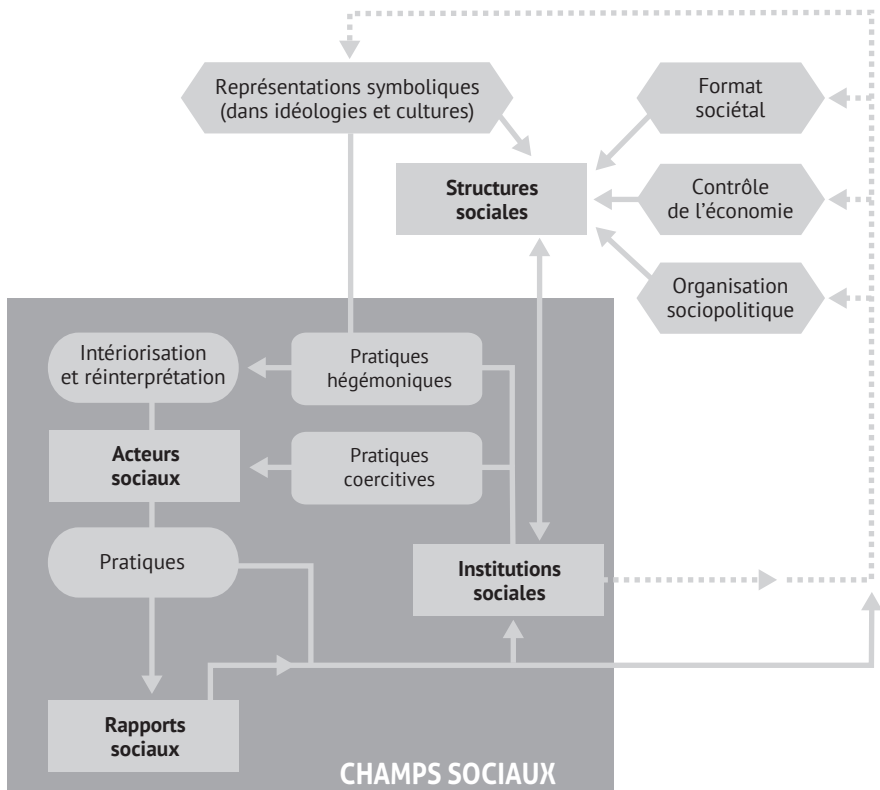 Représentations symboliques
(dans idéologies et cultures)
Format
sociétal
Structures
sociales
Contrôle
de l’économie
Organisation
sociopolitique
Intériorisation
et réinterprétation
Pratiques
hégémoniques
Acteurs
sociaux
Pratiques
coercitives
Pratiques
Institutions
sociales
Rapports
sociaux
CHAMPS SOCIAUX